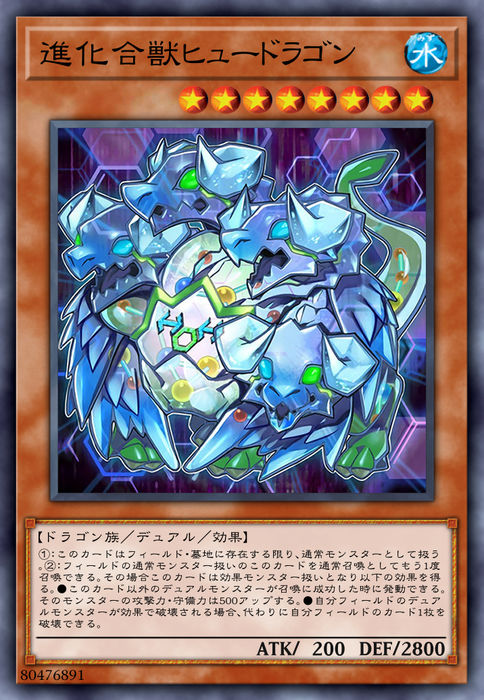 進化合獣ヒュードラゴン
みず
水
【ドラゴン族／デュアル／効果】
①:このカードはフィールド・墓地に存在する限り、通常モンスターとして扱う
。②:フィールドの通常モンスター扱いのこのカードを通常召喚としてもう1度
召喚できる。その場合このカードは効果モンスター扱いとなり以下の効果を得
る。●このカード以外のデュアルモンスターが召喚に成功した時に発動できる。
そのモンスターの攻撃力・守備力は500アップする。●自分フィールドのデュア
ルモンスターが効果で破壊される場合、代わりに自分フィールドのカード1枚を
破壊できる。
ATK/ 200 DEF/2800
80476891